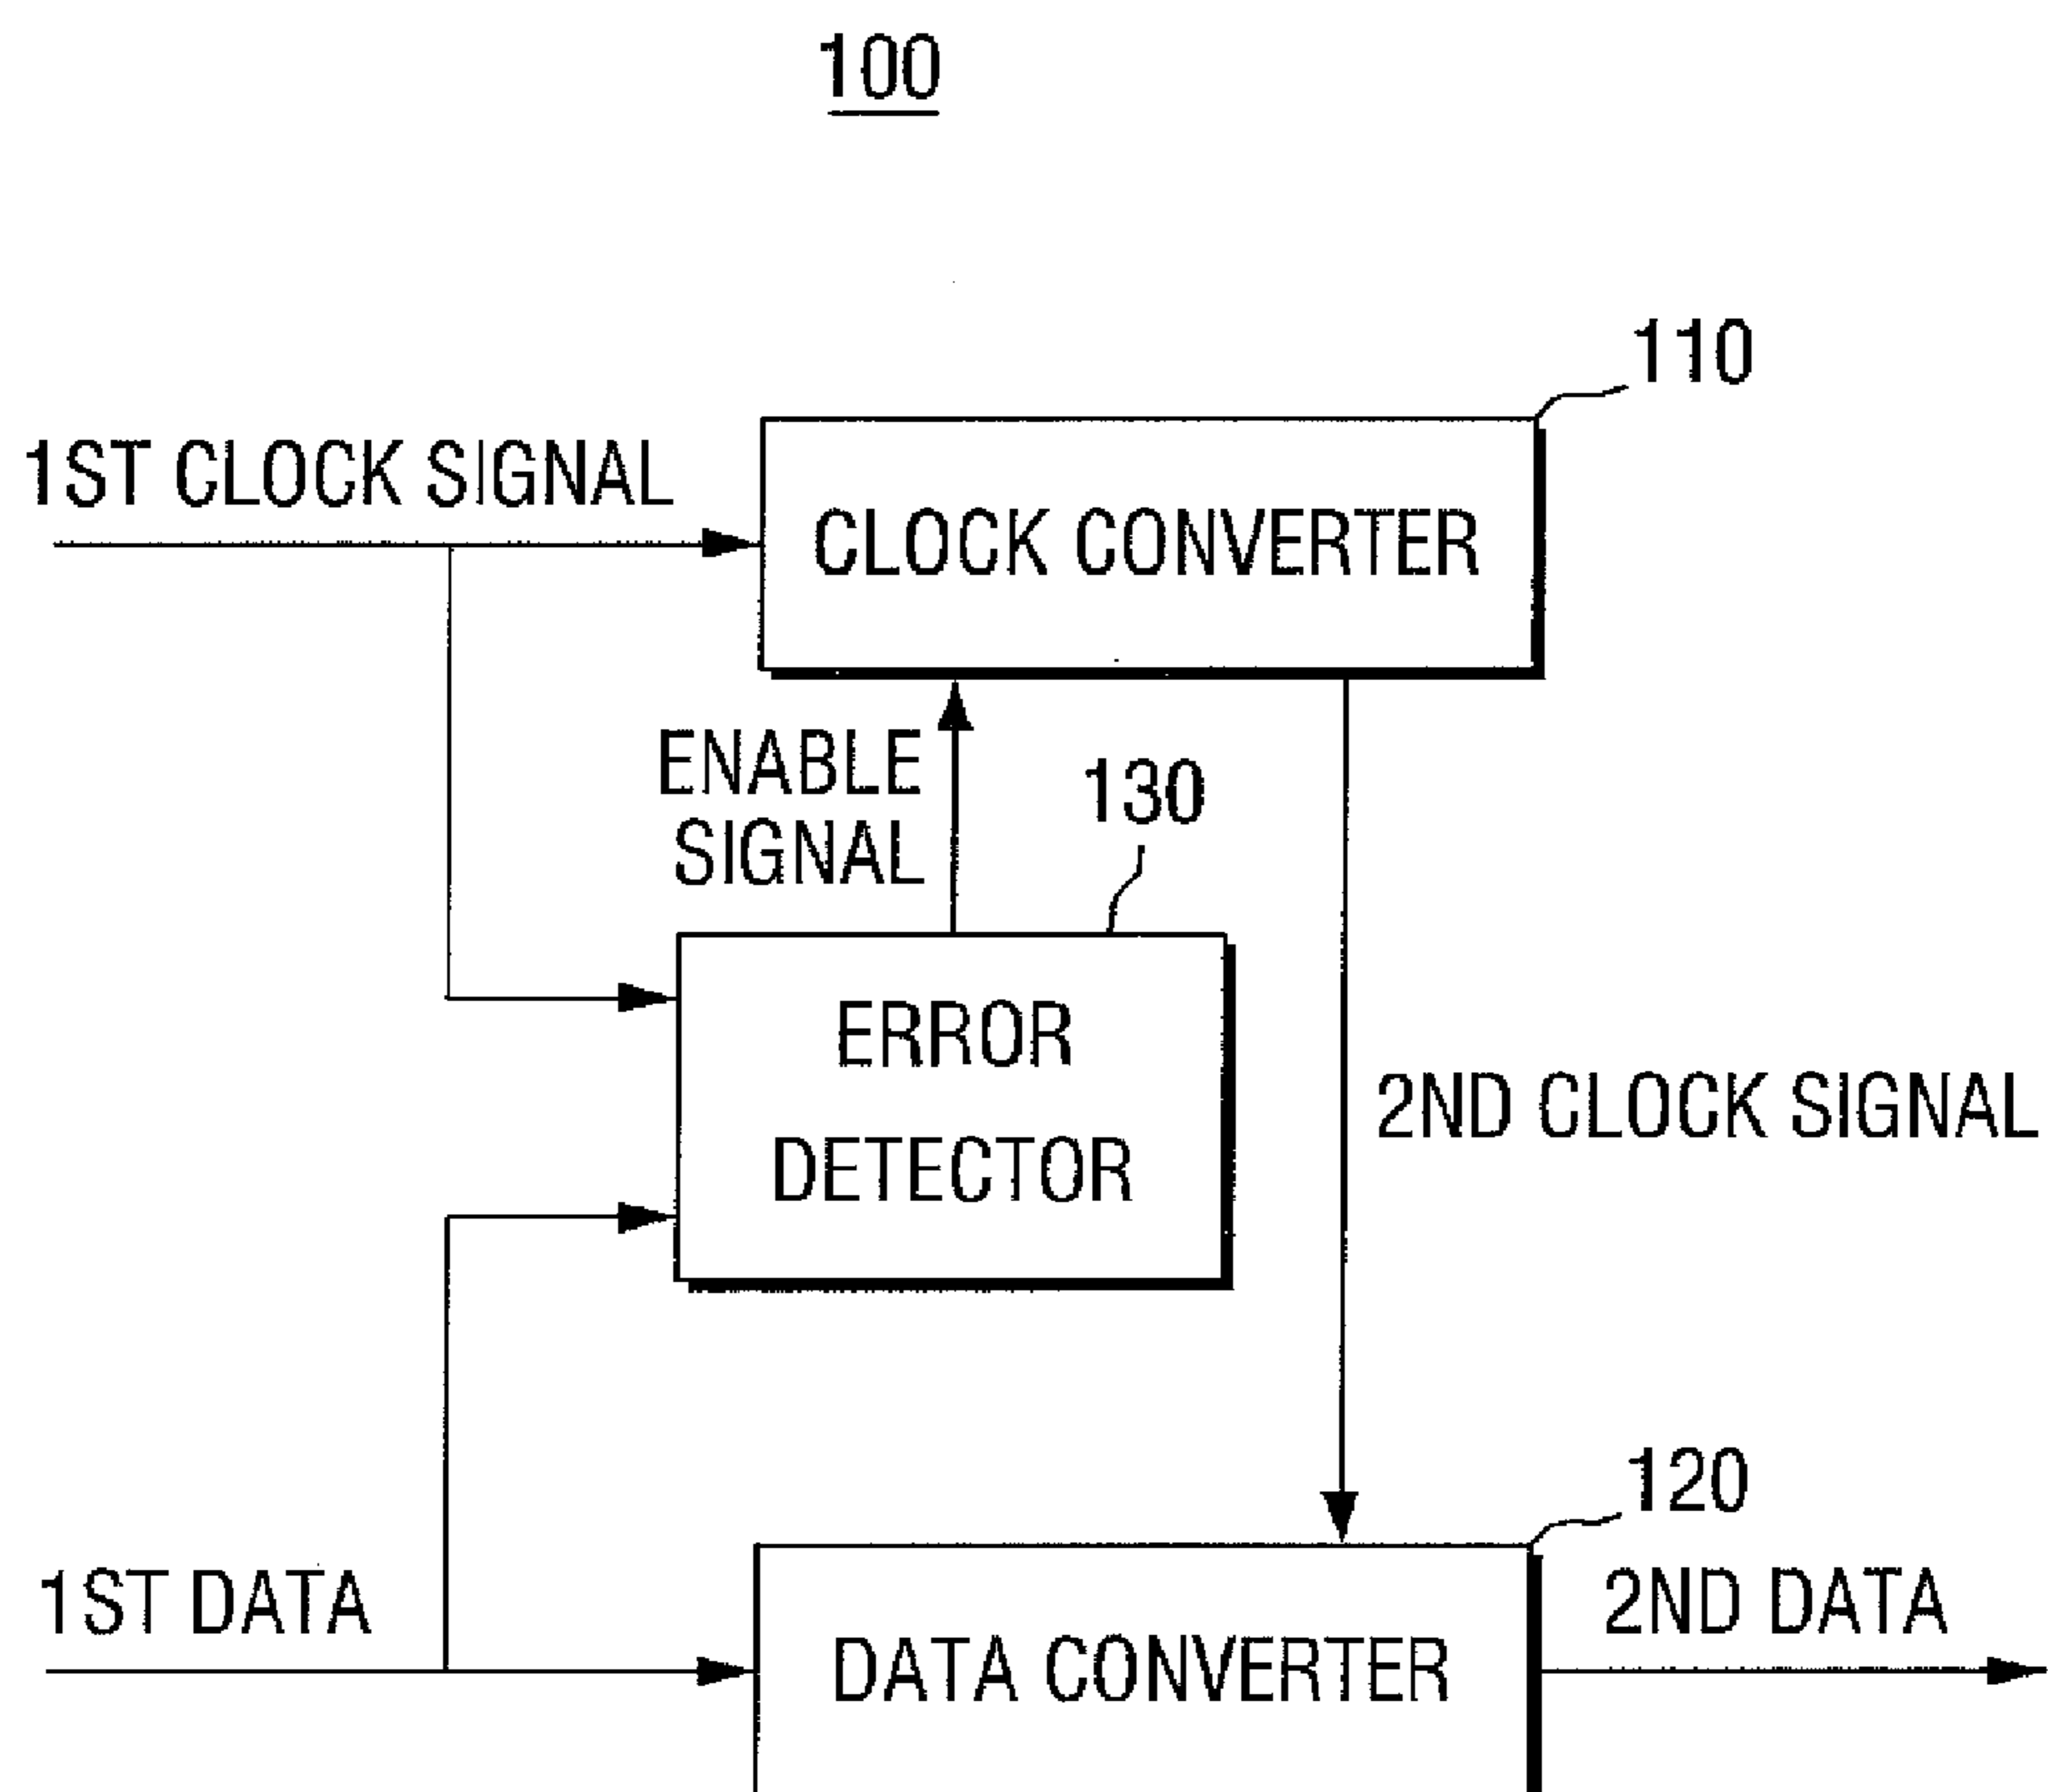 100
110
1ST CLOCK SIGNAL
CLOCK CONVERTER
ENABLE
SIGNAL
130
ERROR
DETECTOR
2ND CLOCK SIGNAL
120
1ST DATA
2ND DATA
DATA CONVERTER